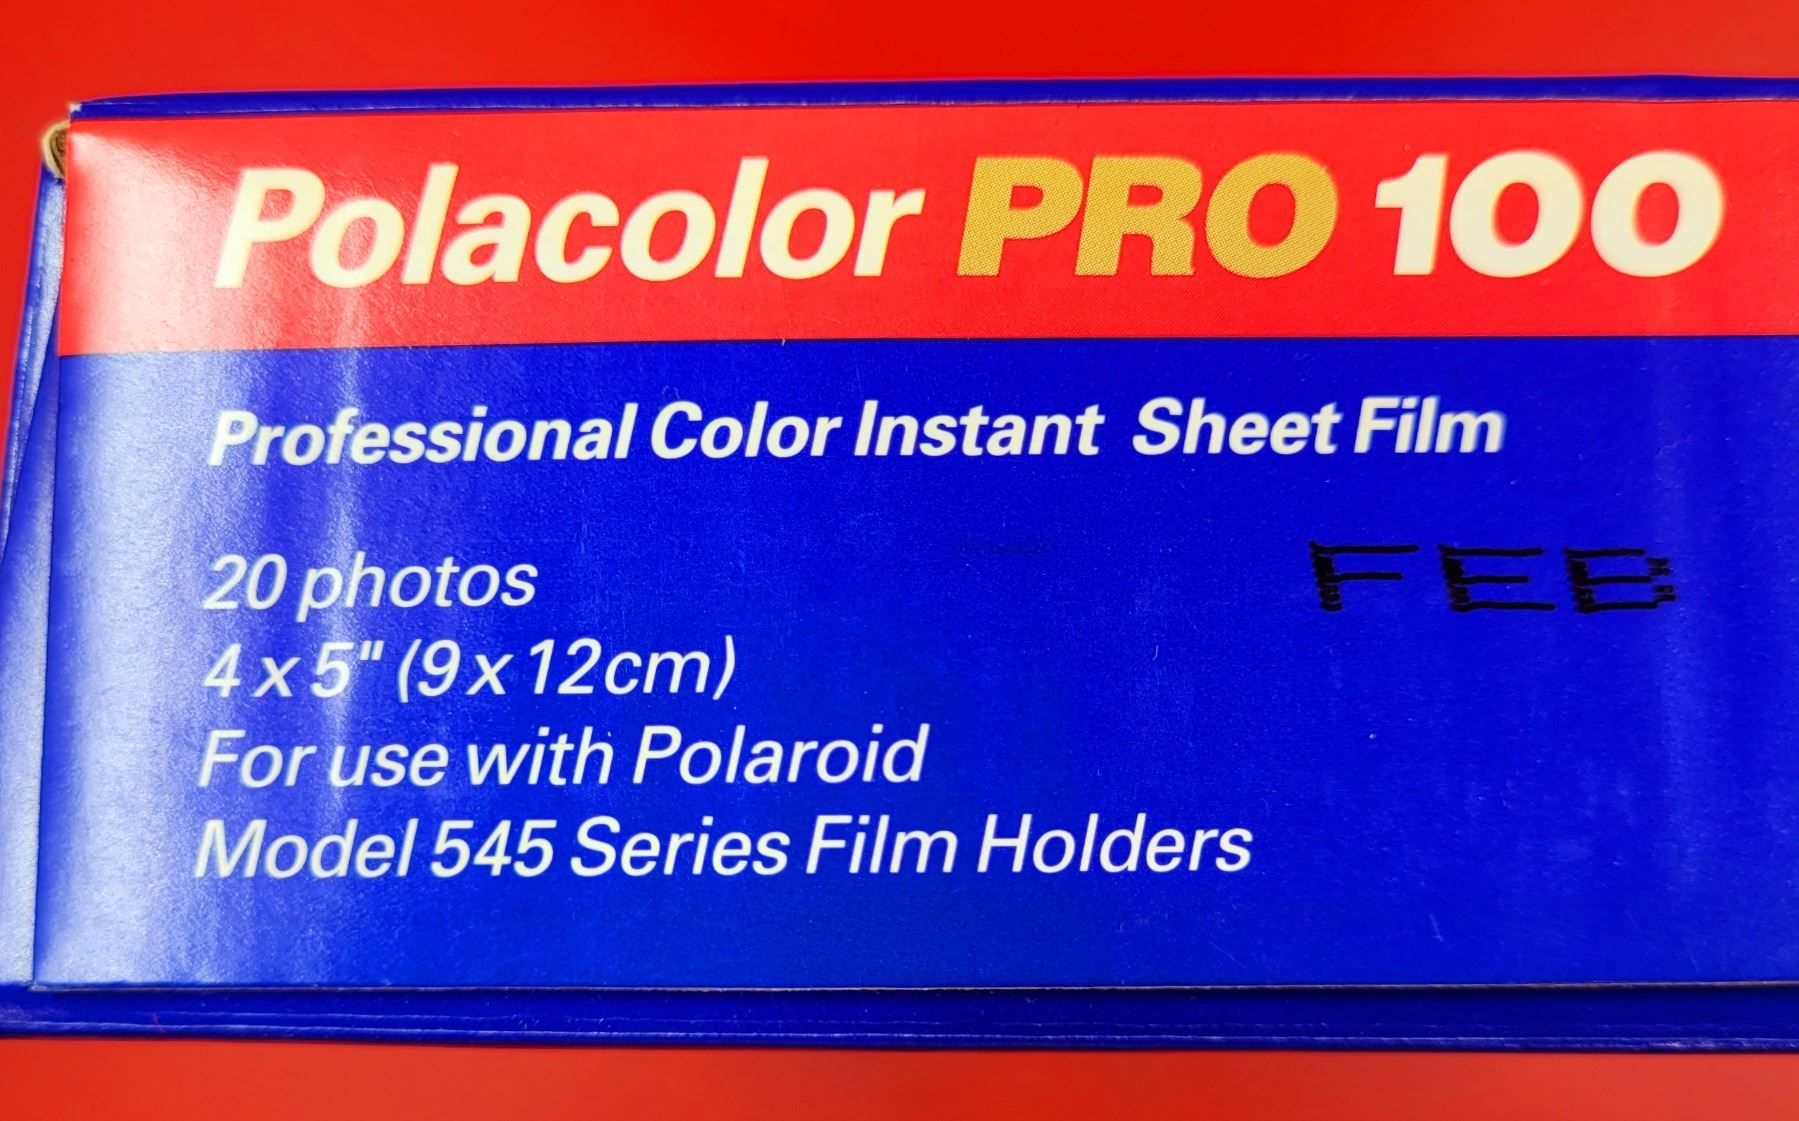 Polacolor PRO 100
Professional Color Instant Sheet Film
20 photos
FEB
4 x 5" (9 x 12cm)
For use with Polaroid
Model 545 Series Film Holders